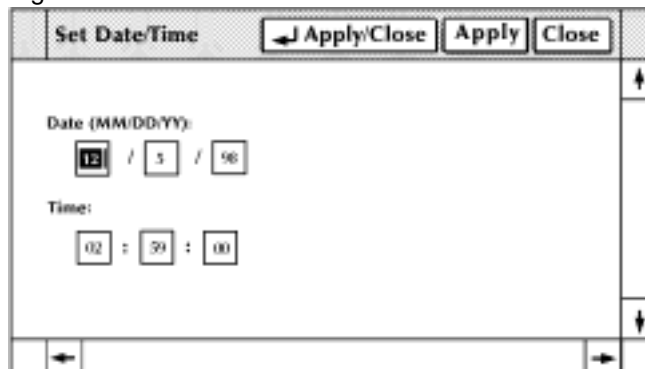 Set Date/Time Apply/Close Apply Close
Date (MM/DD/YY):
12 / 5 / 98
Time:
02 : 59 : 00